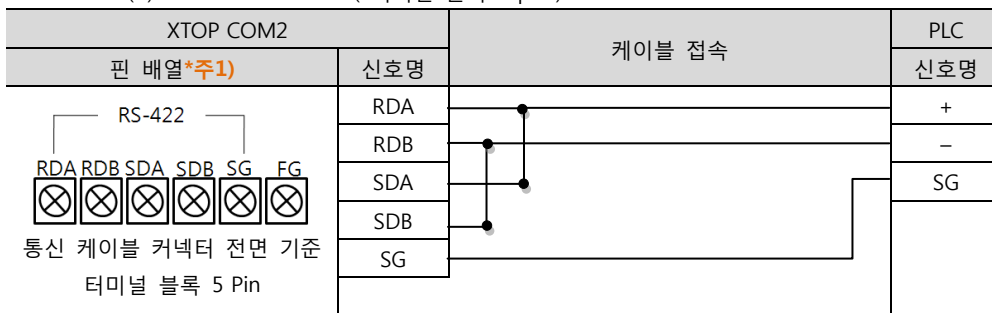 XTOP COM2
케이블 접속
PLC
핀 배열*주1)
신호명
신호명
RS-422
RDA RDB SDA SDB SG FG
통신 케이블 커넥터 전면 기준
터미널 블록 5 Pin
RDA
+
RDB
–
SDA
SG
SDB
SG